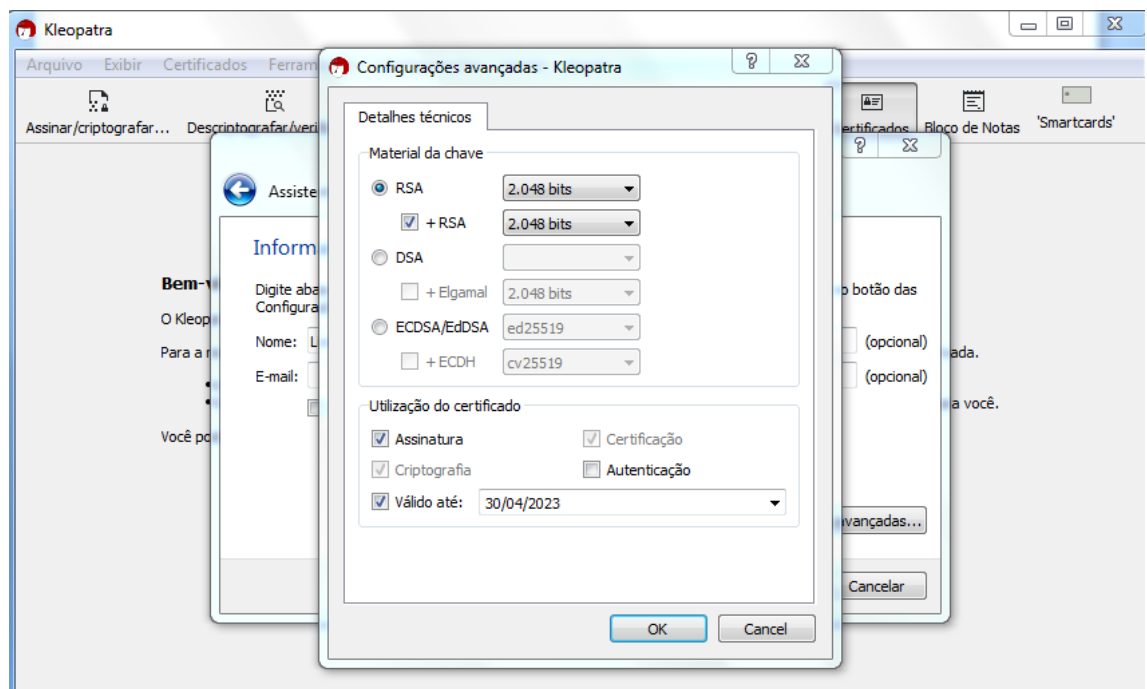 Kleopatra
Arquivo Exibir Certificados Ferram
Assinar/criptografar... Descriptografar/veri Certificados Bloco de Notas 'Smartcards'
Configurações avançadas - Kleopatra
Detalhes técnicos
Material da chave
RSA 2.048 bits
+ RSA 2.048 bits
DSA
+ Elgamal 2.048 bits
ECDSA/EdDSA ed25519
+ ECDH cv25519
Utilização do certificado
Assinatura Certificação
Criptografia Autenticação
Válido até: 30/04/2023
OK Cancel
Assiste
Inform
Digite aba o botão das
Configura
Nome: L (opcional)
E-mail: (opcional)
avançadas...
Cancelar
Bem-v
O Kleop
Para a n ada.
a você.
Você po